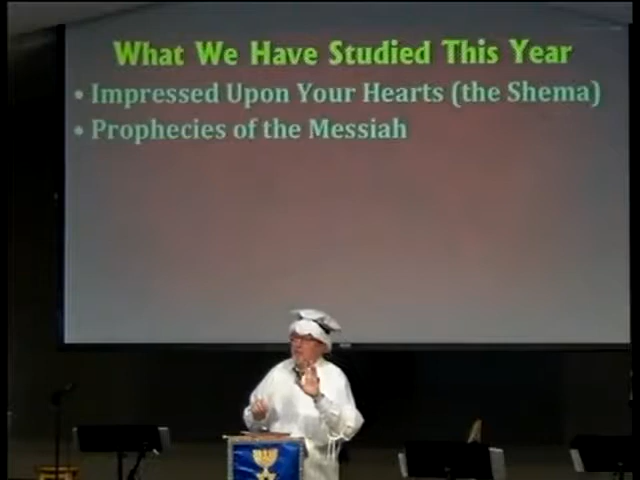 What We Have Studied This Year
• Impressed Upon Your Hearts (the Shema)
• Prophecies of the Messiah